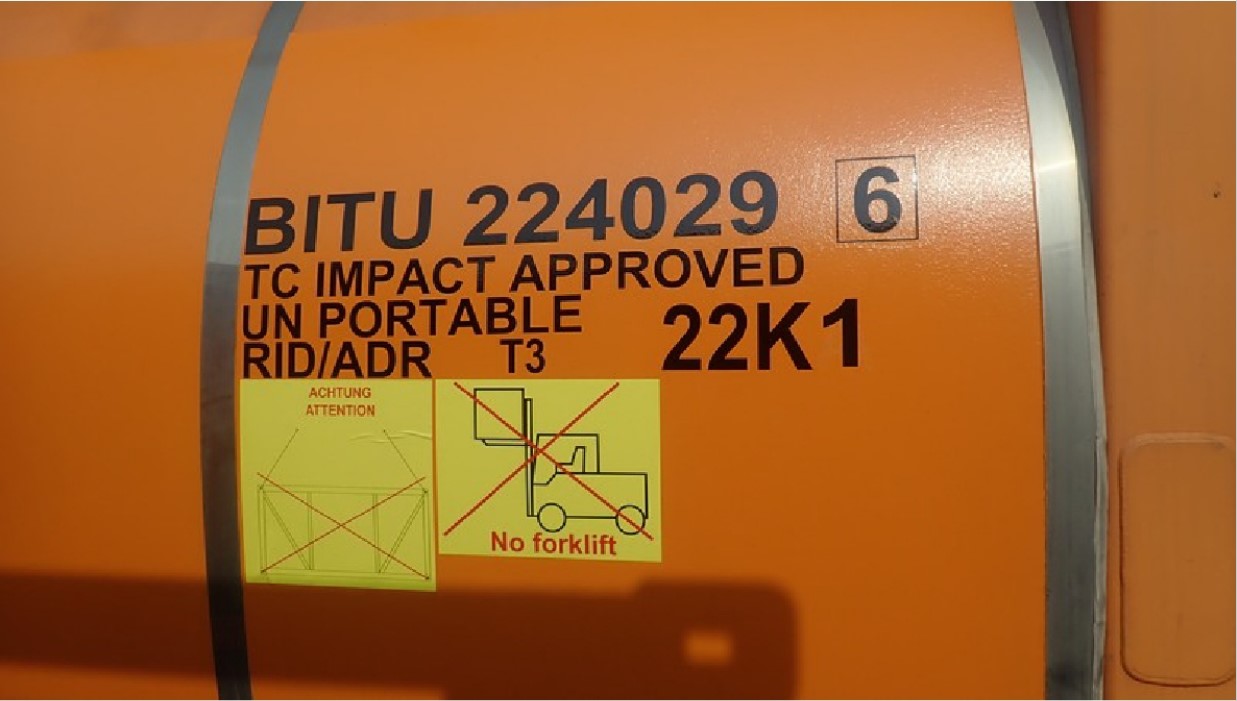 BITU 224029 6
TC IMPACT APPROVED
UN PORTABLE
RID/ADR T3 22K1
ACHTUNG
ATTENTION
No forklift